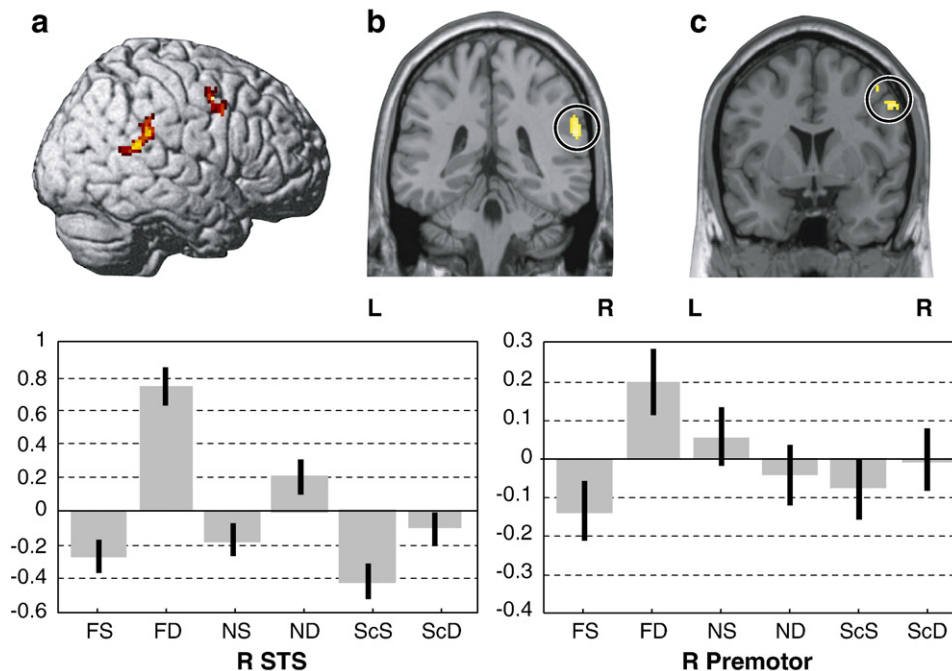 a b c
L R L R
1
0.8
0.6
0.4
0.2
0
-0.2
-0.4
-0.6
FS FD NS ND ScS ScD
R STS
0.3
0.2
0.1
0
-0.1
-0.2
-0.3
-0.4
FS FD NS ND ScS ScD
R Premotor